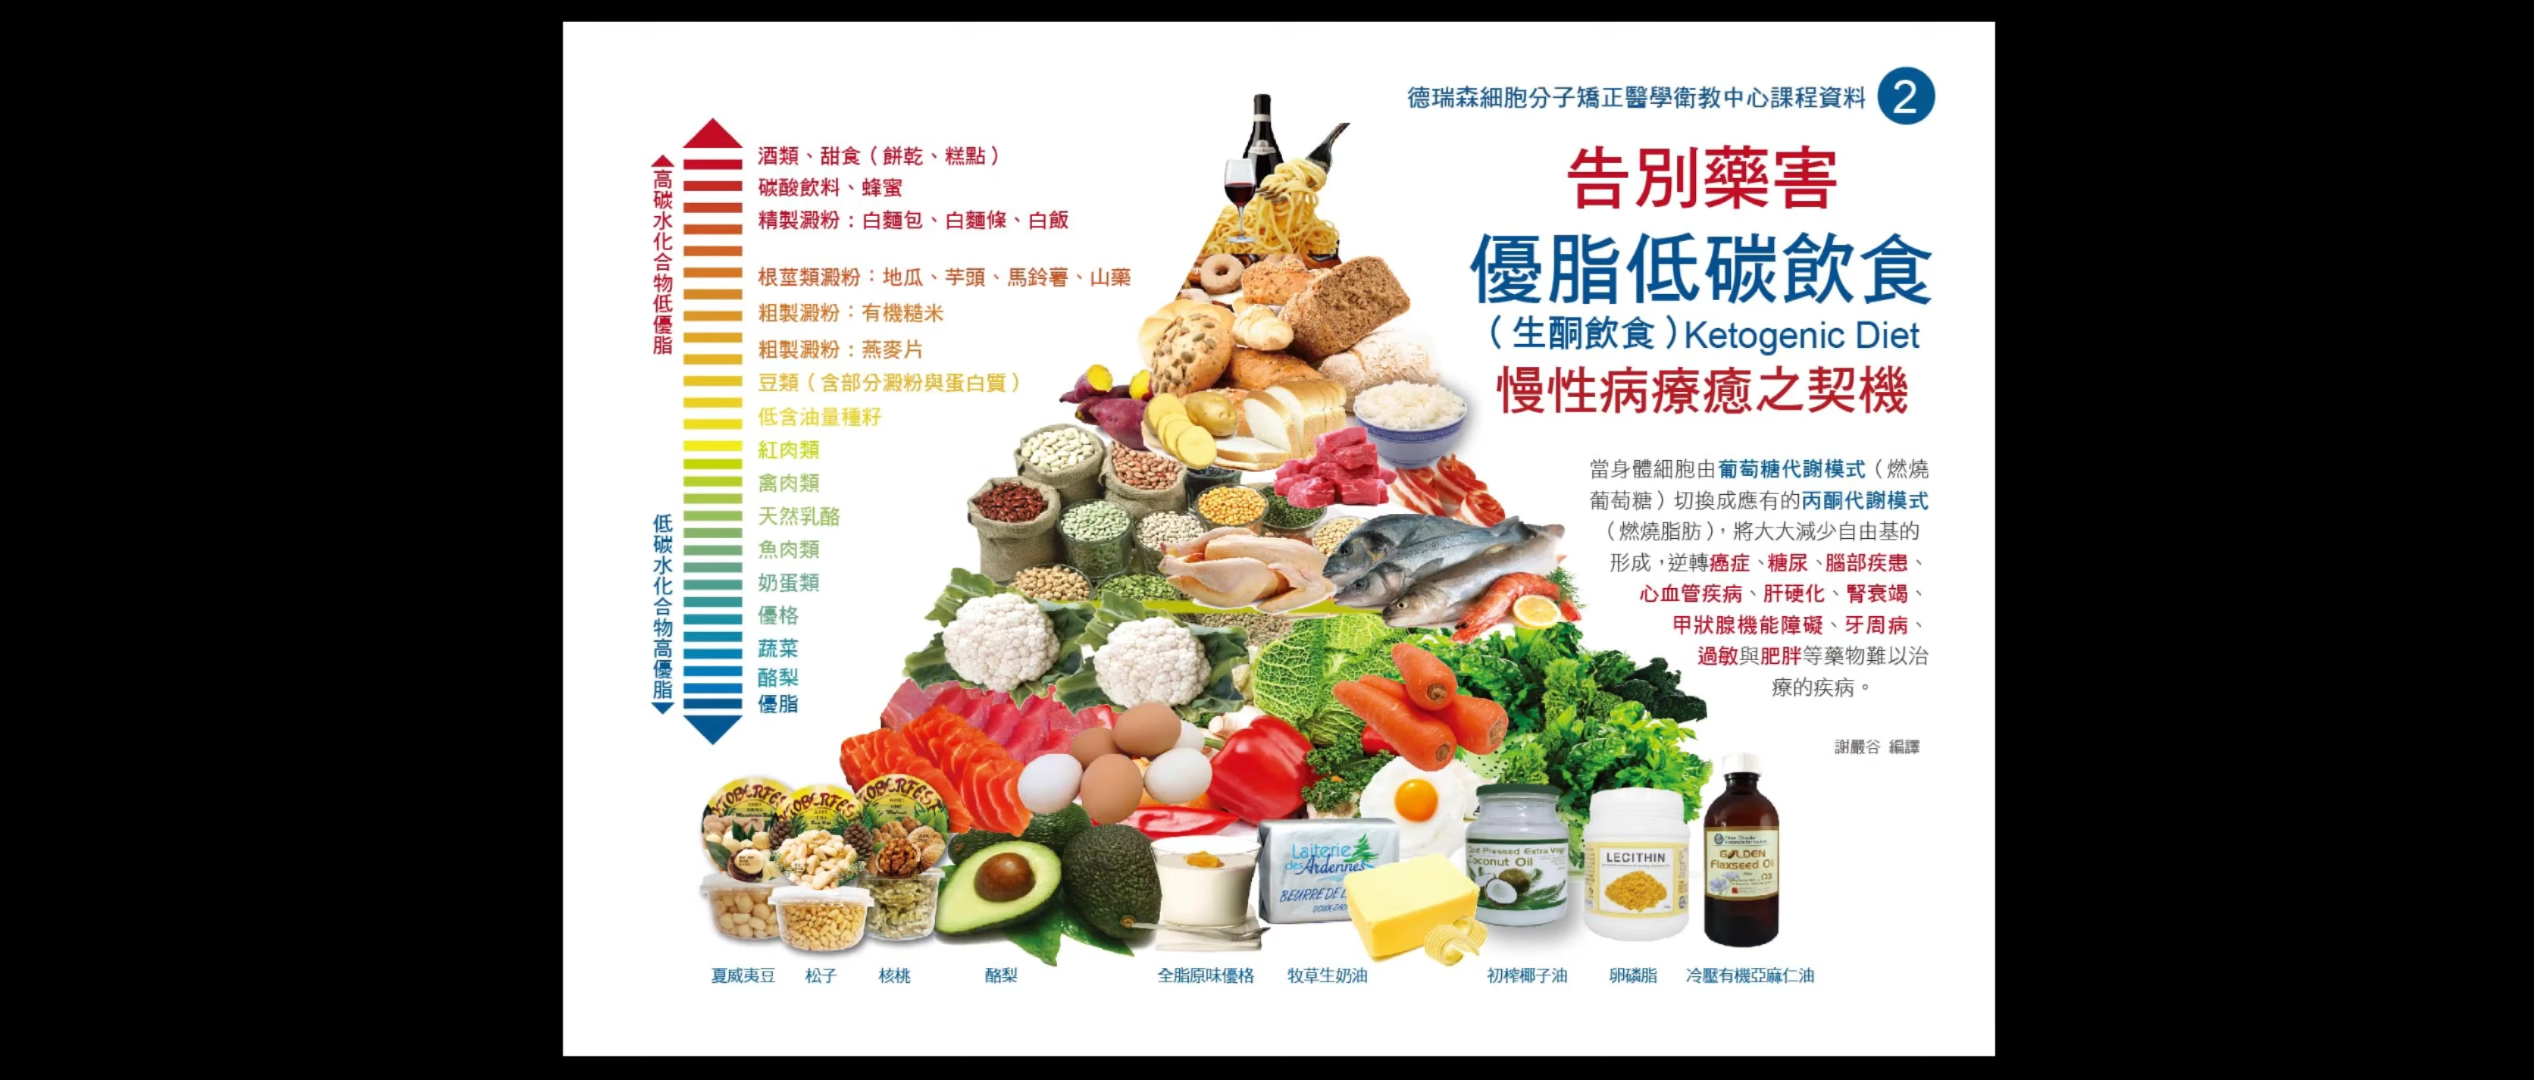 德瑞森細胞分子矯正醫學衛教中心課程資料 2
告別藥害
優脂低碳飲食
（生酮飲食）Ketogenic Diet
慢性病療癒之契機
當身體細胞由葡萄糖代謝模式（燃燒
葡萄糖）切換成應有的丙酮代謝模式
（燃燒脂肪），將大大減少自由基的
形成，逆轉癌症、糖尿、腦部疾患、
心血管疾病、肝硬化、腎衰竭、
甲狀腺機能障礙、牙周病、
過敏與肥胖等藥物難以治
療的疾病。
謝嚴谷 編譯
高碳水化合物低優脂
低碳水化合物高優脂
酒類、甜食（餅乾、糕點）
碳酸飲料、蜂蜜
精製澱粉：白麵包、白麵條、白飯
根莖類澱粉：地瓜、芋頭、馬鈴薯、山藥
粗製澱粉：有機糙米
粗製澱粉：燕麥片
豆類（含部分澱粉與蛋白質）
低含油量種籽
紅肉類
禽肉類
天然乳酪
魚肉類
奶蛋類
優格
蔬菜
酪梨
優脂
Laiterie
des Ardennes
BEURRE DE
Pressed Extra
Coconut Oil
LECITHIN
GOLDEN
Flaxseed Oil
夏威夷豆
松子
核桃
酪梨
全脂原味優格
牧草生奶油
初榨椰子油
卵磷脂
冷壓有機亞麻仁油